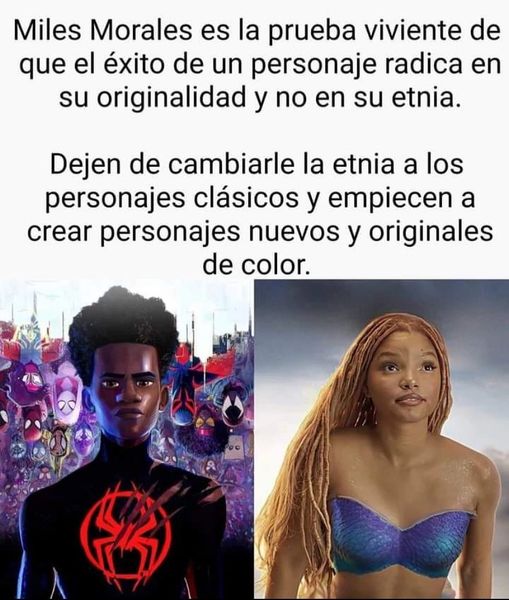 Miles Morales es la prueba viviente de
que el éxito de un personaje radica en
su originalidad y no en su etnia.
Dejen de cambiarle la etnia a los
personajes clásicos y empiecen a
crear personajes nuevos y originales
de color.